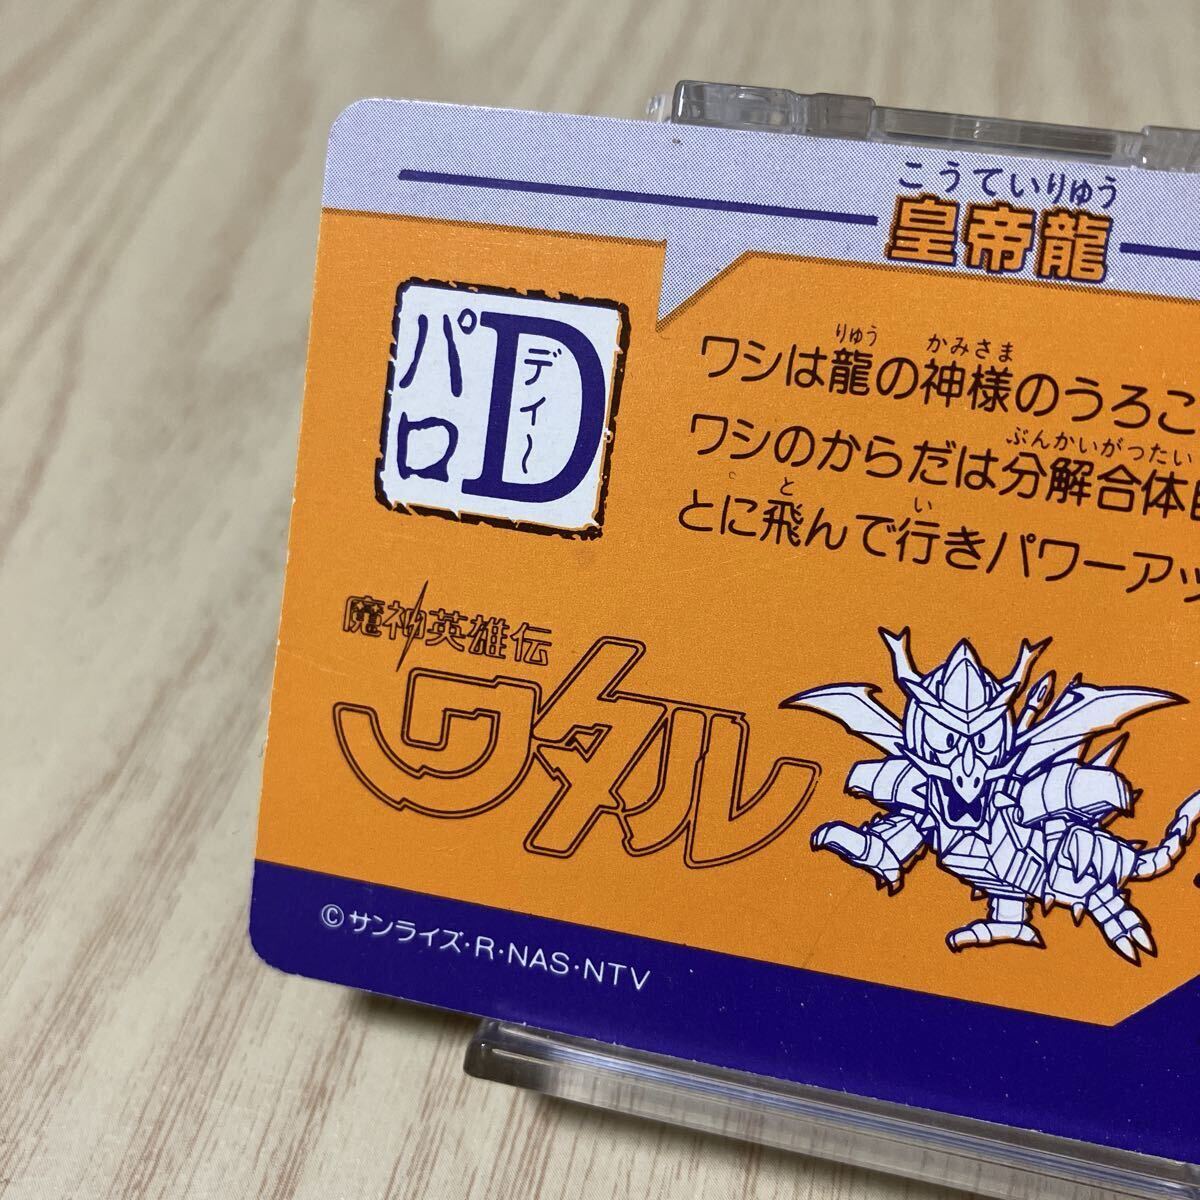 こうていりゅう
皇帝龍
パロ
D
ディ〜
りゅう かみさま
ワシは龍の神様のうろこ
ぶんかいがったい
ワシのからだは分解合体
と い
とに飛んで行きパワーアッ
魔神英雄伝
ワタル
©サンライズ・R・NAS・NTV